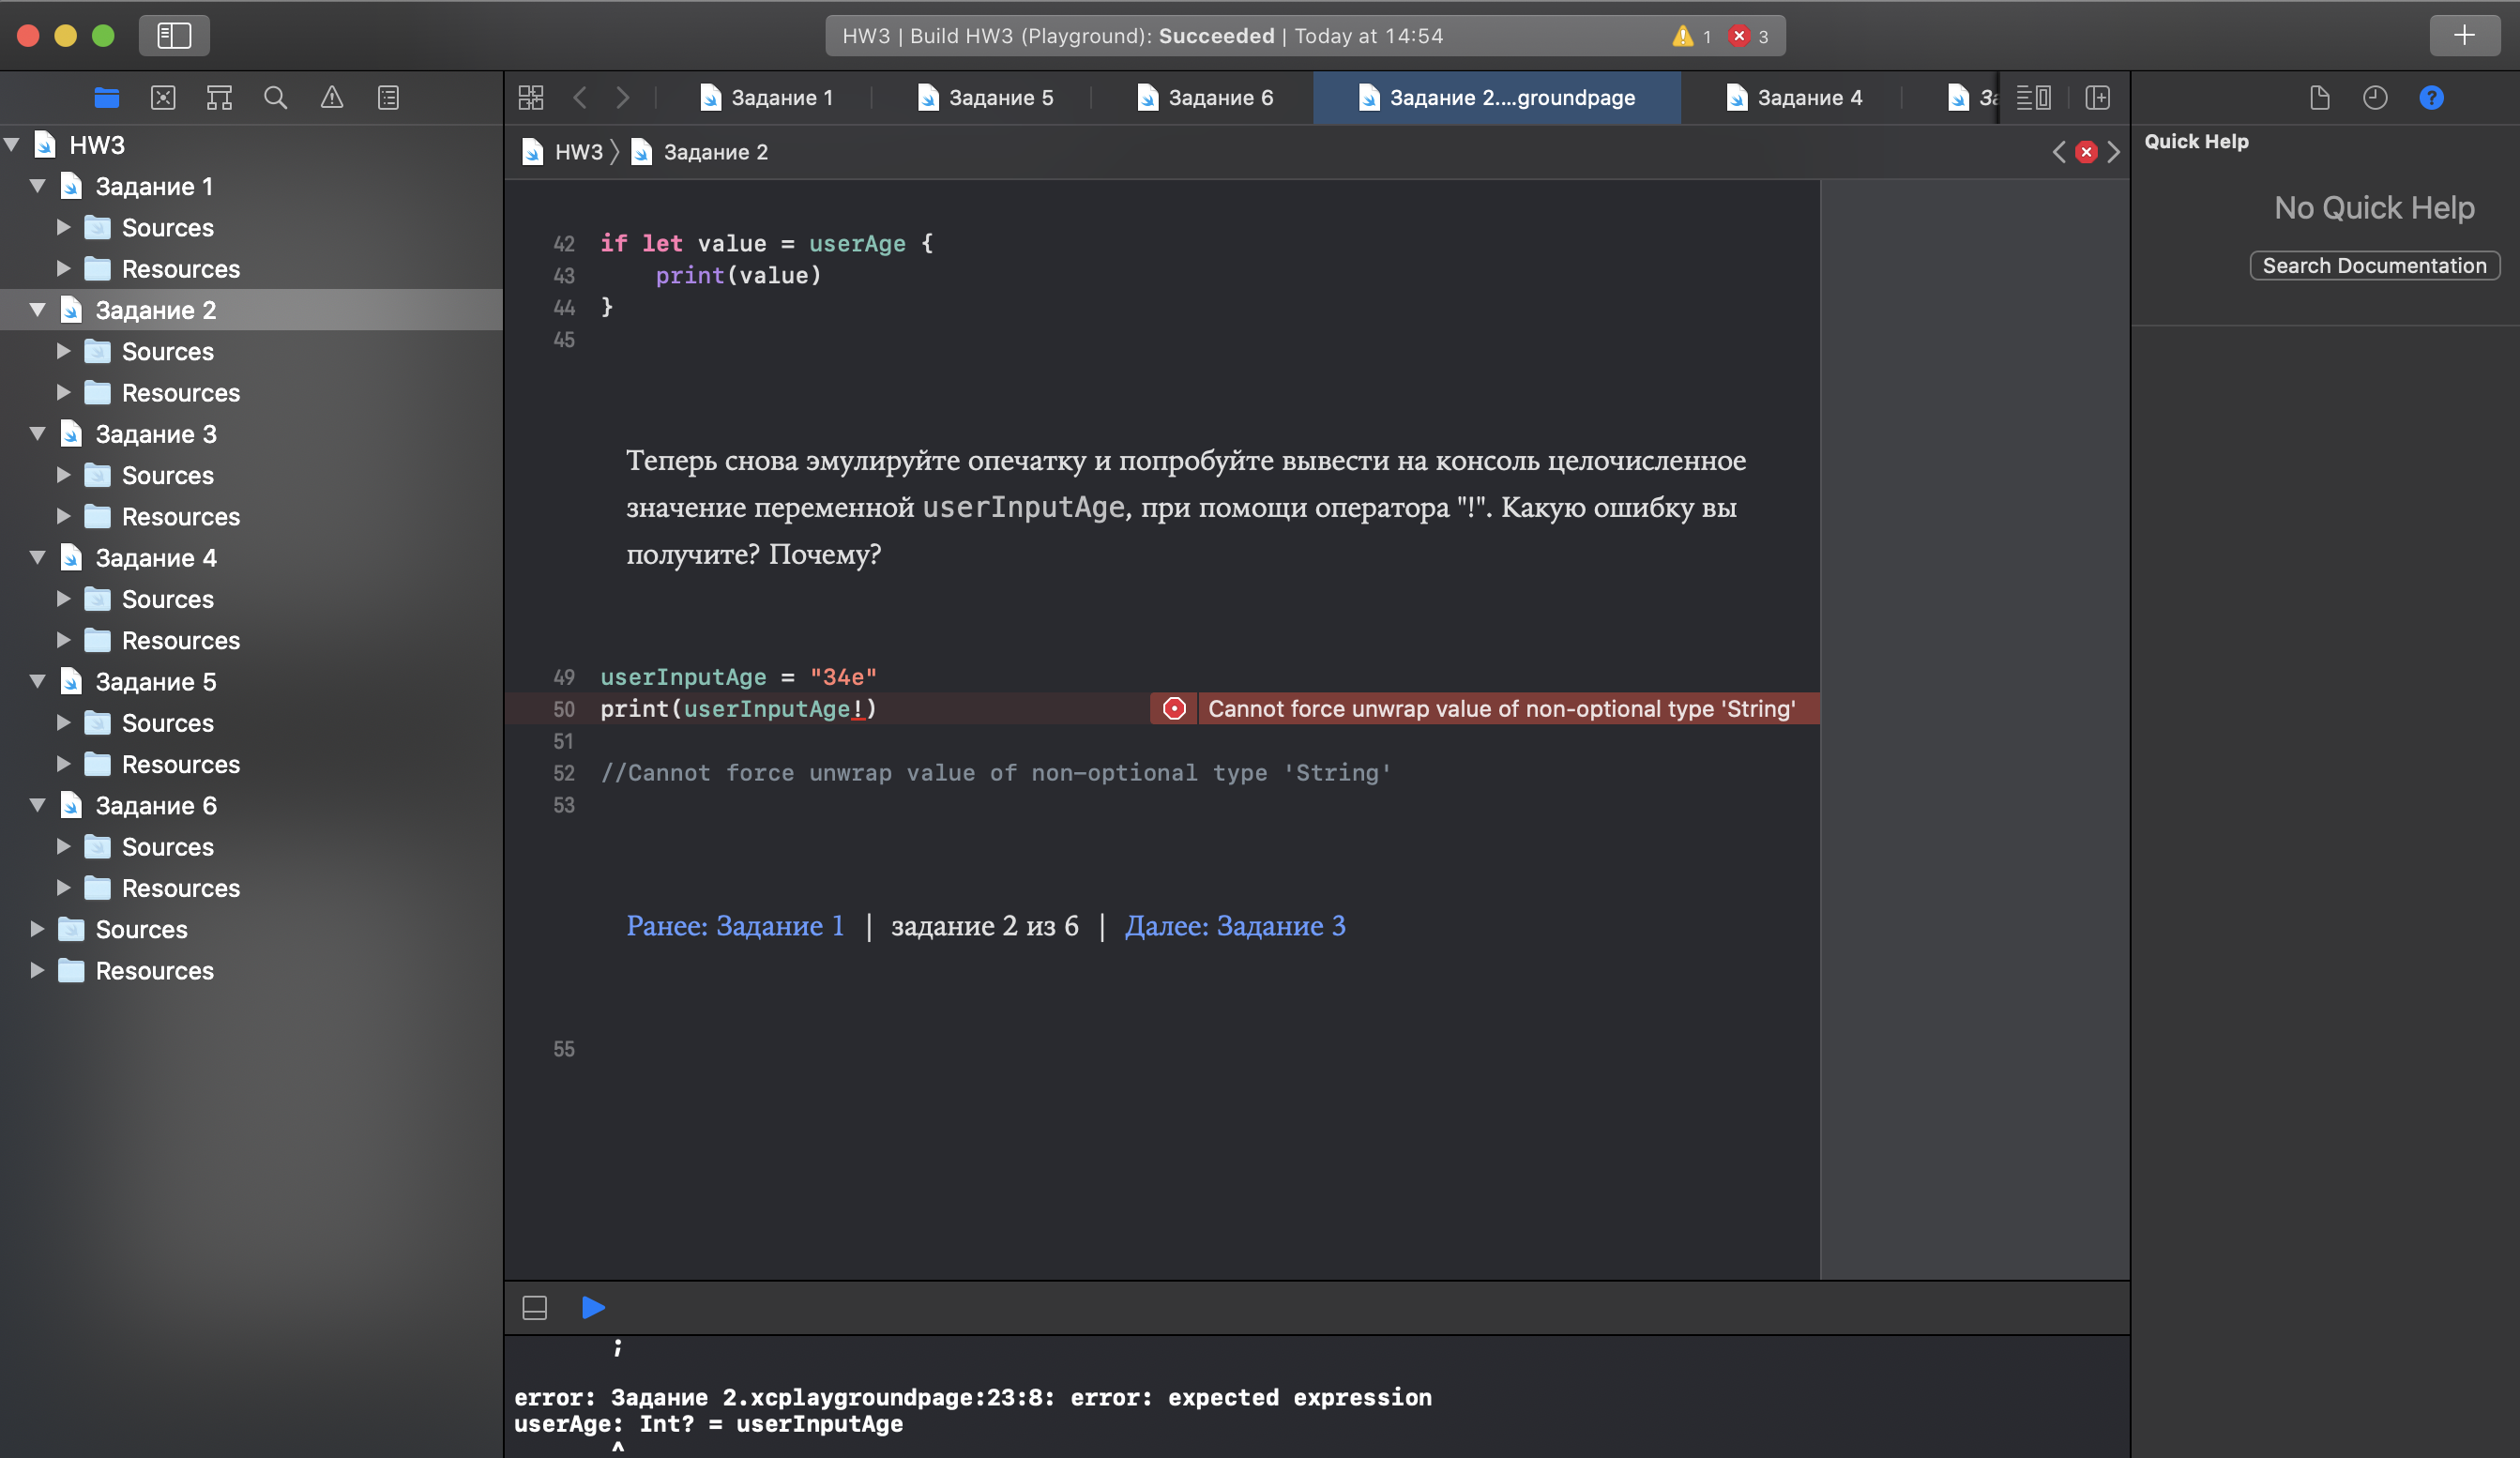 HW3 | Build HW3 (Playground): Succeeded | Today at 14:54
1
3
Задание 1
Задание 5
Задание 6
Задание 2....groundpage
Задание 4
HW3
Задание 2
Quick Help
No Quick Help
Search Documentation
HW3
Задание 1
Sources
Resources
Задание 2
Sources
Resources
Задание 3
Sources
Resources
Задание 4
Sources
Resources
Задание 5
Sources
Resources
Задание 6
Sources
Resources
Sources
Resources
42 if let value = userAge {
43 print(value)
44 }
45
Теперь снова эмулируйте опечатку и попробуйте вывести на консоль целочисленное
значение переменной userInputAge, при помощи оператора "!". Какую ошибку вы
получите? Почему?
49 userInputAge = "34e"
50 print(userInputAge!) Cannot force unwrap value of non-optional type 'String'
51
52 //Cannot force unwrap value of non-optional type 'String'
53
Ранее: Задание 1 | задание 2 из 6 | Далее: Задание 3
55
;
error: Задание 2.xcplaygroundpage:23:8: error: expected expression
userAge: Int? = userInputAge
^